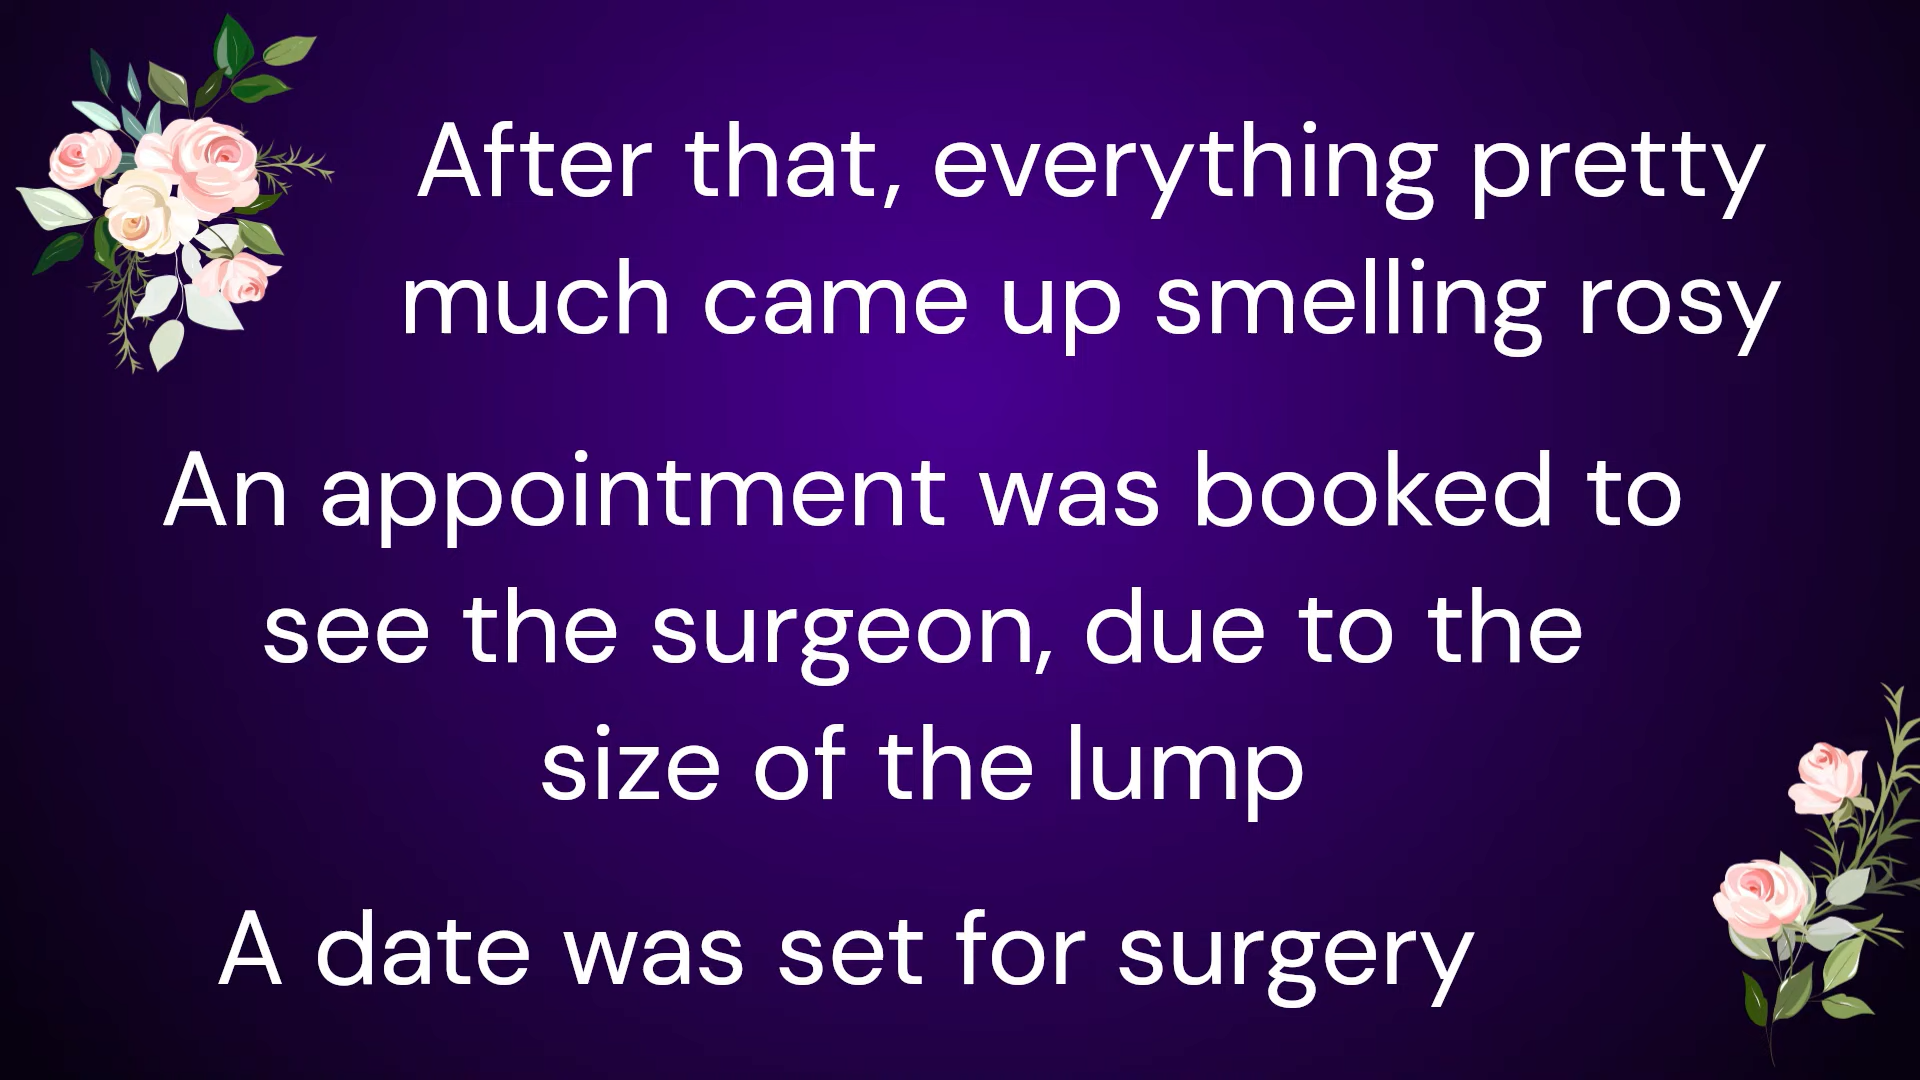 After that, everything pretty
much came up smelling rosy
An appointment was booked to
see the surgeon, due to the
size of the lump
A date was set for surgery